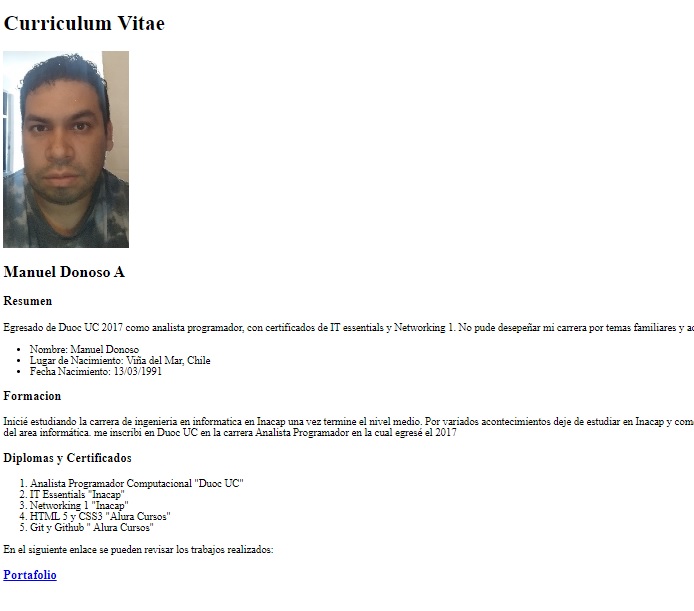 Curriculum Vitae
Manuel Donoso A
Resumen
Egresado de Duoc UC 2017 como analista programador, con certificados de IT essentials y Networking 1. No pude desepeñar mi carrera por temas familiares y
Nombre: Manuel Donoso
Lugar de Nacimiento: Viña del Mar, Chile
Fecha Nacimiento: 13/03/1991
Formacion
Inicié estudiando la carrera de ingenieria en informatica en Inacap una vez termine el nivel medio. Por variados acontecimientos deje de estudiar en Inacap y
del area informática. me inscribi en Duoc UC en la carrera Analista Programador en la cual egresé el 2017
Diplomas y Certificados
1. Analista Programador Computacional "Duoc UC"
2. IT Essentials "Inacap"
3. Networking 1 "Inacap"
4. HTML 5 y CSS3 "Alura Cursos"
5. Git y Github " Alura Cursos"
En el siguiente enlace se pueden revisar los trabajos realizados:
Portafolio